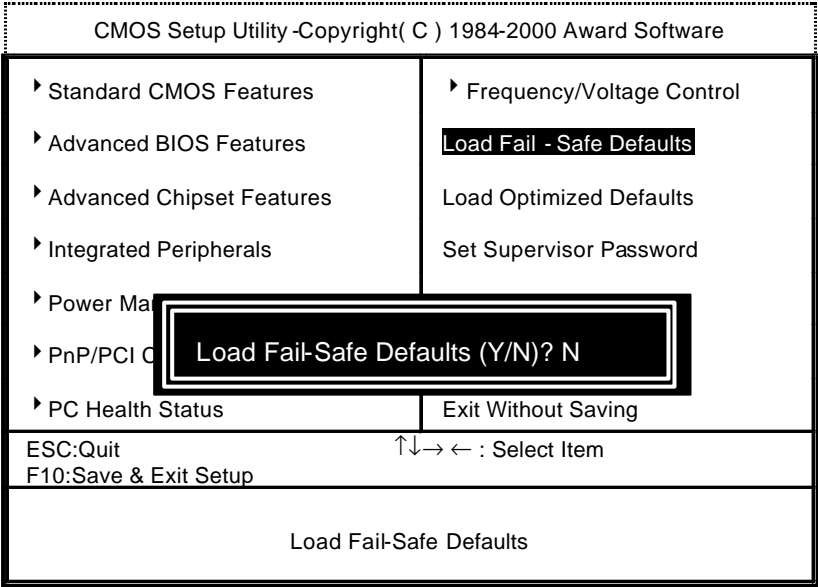 CMOS Setup Utility -Copyright( C ) 1984-2000 Award Software
Standard CMOS Features
Advanced BIOS Features
Advanced Chipset Features
Integrated Peripherals
Power Ma
PnP/PCI
PC Health Status
Frequency/Voltage Control
Load Fail - Safe Defaults
Load Optimized Defaults
Set Supervisor Password
Exit Without Saving
Load Fail-Safe Defaults (Y/N)? N
ESC:Quit
↑↓→ ← : Select Item
F10:Save & Exit Setup
Load Fail-Safe Defaults